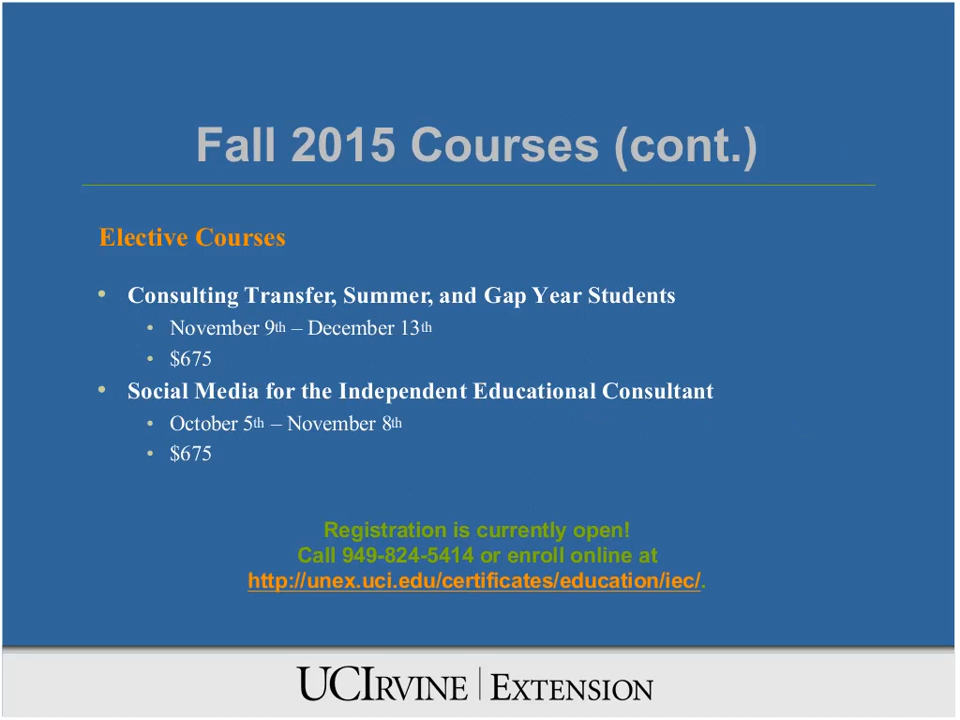 Fall 2015 Courses (cont.)
Elective Courses
• Consulting Transfer, Summer, and Gap Year Students
• November 9th – December 13th
• $675
• Social Media for the Independent Educational Consultant
• October 5th – November 8th
• $675
Registration is currently open!
Call 949-824-5414 or enroll online at
http://unex.uci.edu/certificates/education/iec/.
UCIRVINE | EXTENSION